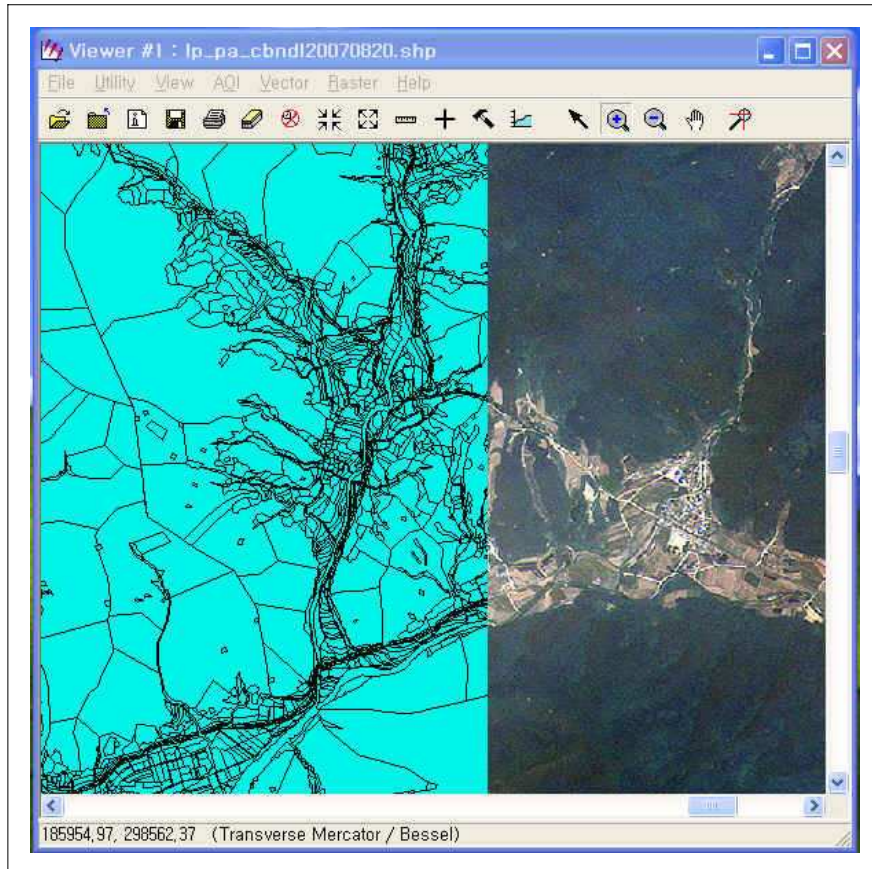 Viewer #1 : lp_pa_cbndl20070820.shp
File Utility View AOI Vector Raster Help
185954,97, 298562,37 (Transverse Mercator / Bessel)